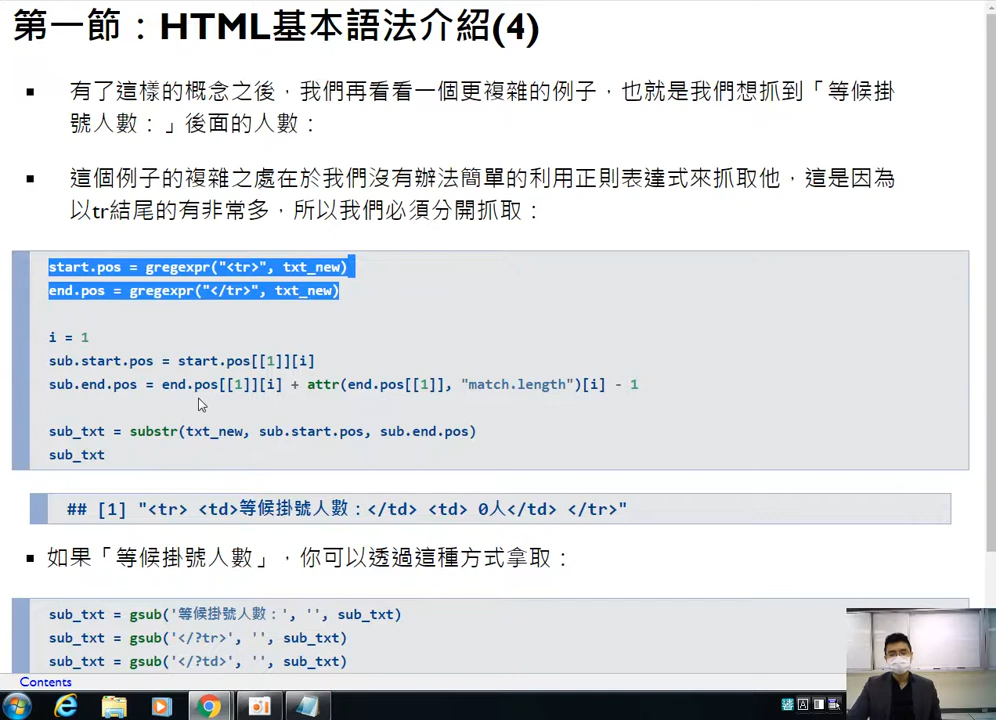 第一節：HTML基本語法介紹(4)
有了這樣的概念之後，我們再看看一個更複雜的例子，也就是我們想抓到「等候掛
號人數：」後面的人數：
這個例子的複雜之處在於我們沒有辦法簡單的利用正則表達式來抓取他，這是因為
以tr結尾的有非常多，所以我們必須分開抓取：
start.pos = gregexpr("<tr>", txt_new)
end.pos = gregexpr("</tr>", txt_new)
i = 1
sub.start.pos = start.pos[[1]][i]
sub.end.pos = end.pos[[1]][i] + attr(end.pos[[1]], "match.length")[i] - 1
sub_txt = substr(txt_new, sub.start.pos, sub.end.pos)
sub_txt
## [1] "<tr> <td>等候掛號人數：</td> <td> 0人</td> </tr>"
如果「等候掛號人數」，你可以透過這種方式拿取：
sub_txt = gsub('等候掛號人數：', '', sub_txt)
sub_txt = gsub('</?tr>', '', sub_txt)
sub_txt = gsub('</?td>', '', sub_txt)
Contents